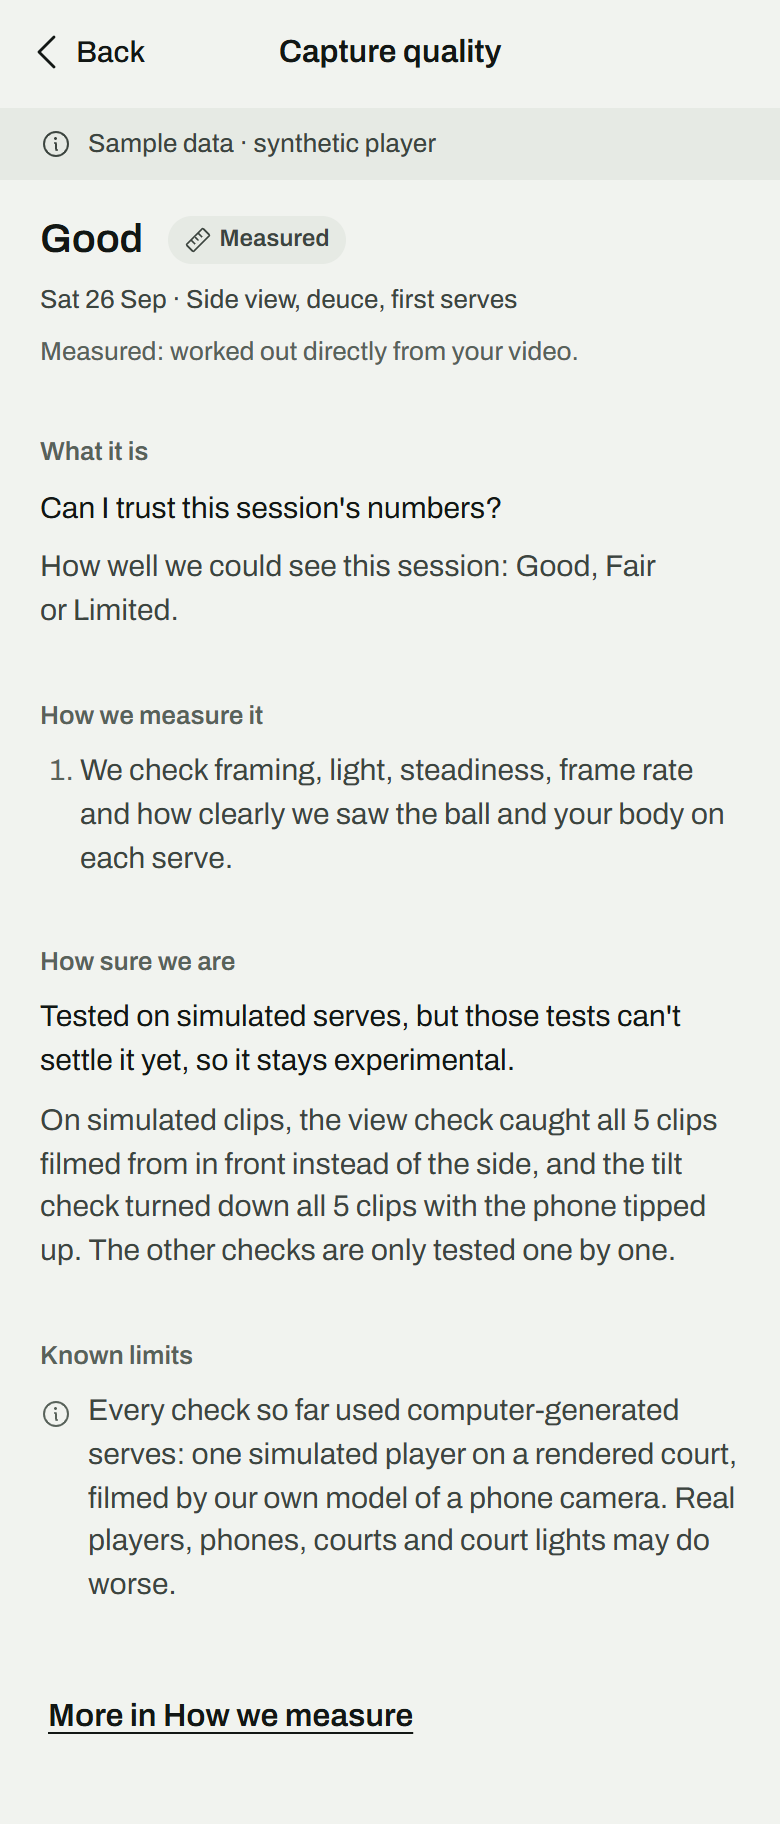 Back
Capture quality
Sample data · synthetic player
Good
Measured
Sat 26 Sep · Side view, deuce, first serves
Measured: worked out directly from your video.
What it is
Can I trust this session's numbers?
How well we could see this session: Good, Fair
or Limited.
How we measure it
1. We check framing, light, steadiness, frame rate
and how clearly we saw the ball and your body on
each serve.
How sure we are
Tested on simulated serves, but those tests can't
settle it yet, so it stays experimental.
On simulated clips, the view check caught all 5 clips
filmed from in front instead of the side, and the tilt
check turned down all 5 clips with the phone tipped
up. The other checks are only tested one by one.
Known limits
Every check so far used computer-generated
serves: one simulated player on a rendered court,
filmed by our own model of a phone camera. Real
players, phones, courts and court lights may do
worse.
More in How we measure